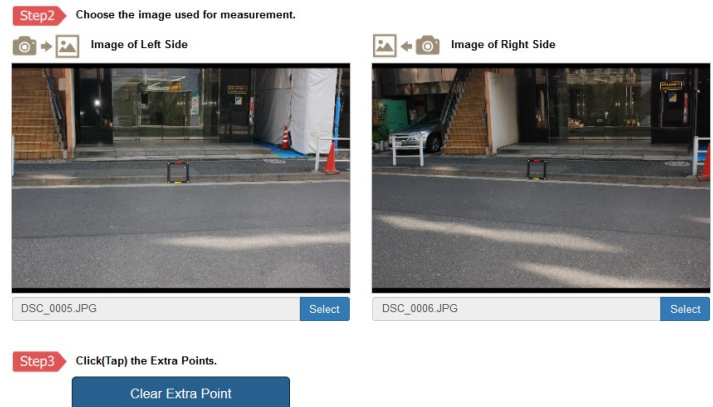 Step2 Choose the image used for measurement.
Image of Left Side
Image of Right Side
DSC_0005.JPG Select
DSC_0006.JPG Select
Step3 Click(Tap) the Extra Points.
Clear Extra Point